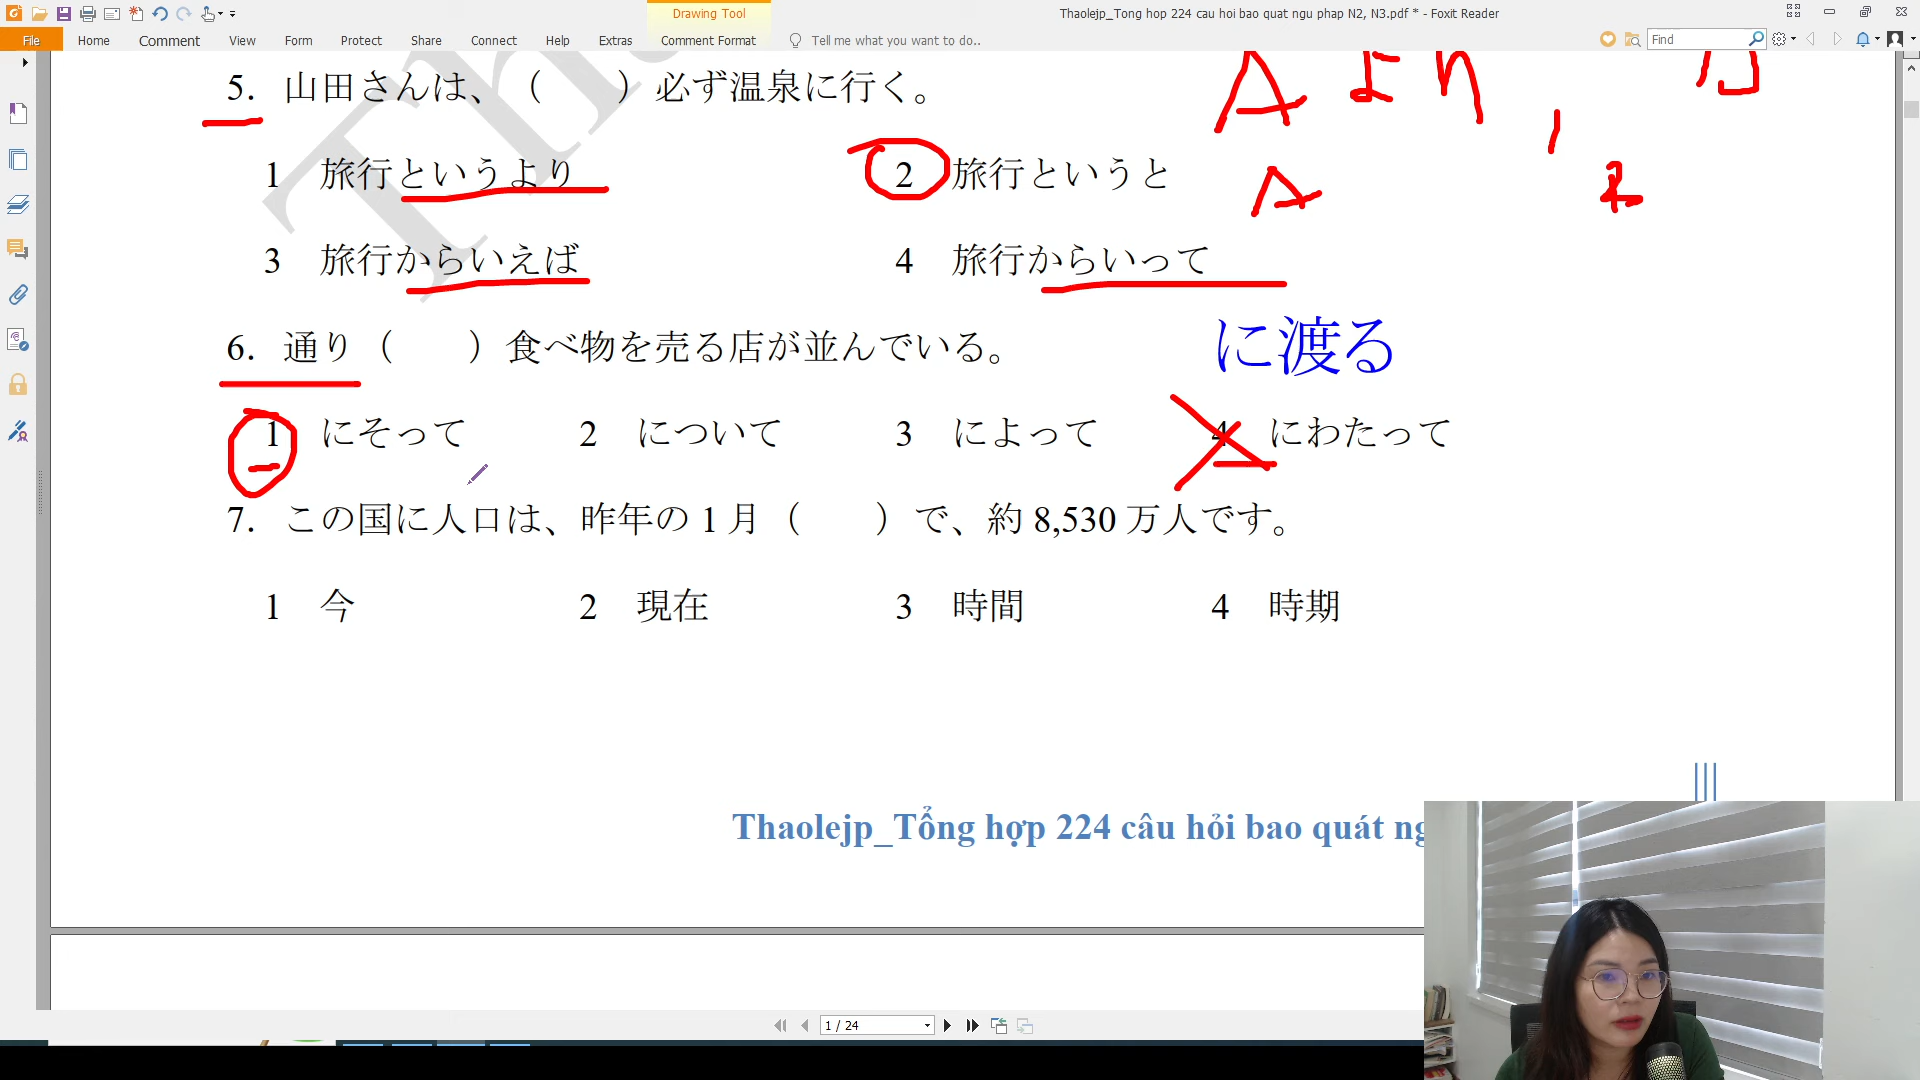 Drawing Tool
Thaolejp_Tong hop 224 cau hoi bao quat ngu phap N2, N3.pdf * - Foxit Reader
File Home Comment View Form Protect Share Connect Help Extras Comment Format Tell me what you want to do.. Find
A より、
A
5. 山田さんは、（ ）必ず温泉に行く。
1 旅行というより 2 旅行というと
3 旅行からいえば 4 旅行からいって
6. 通り（ ）食べ物を売る店が並んでいる。 に渡る
1 にそって 2 について 3 によって 4 にわたって
7. この国に人口は、昨年の 1 月（ ）で、約 8,530 万人です。
1 今 2 現在 3 時間 4 時期
Thaolejp_Tổng hợp 224 câu hỏi bao quát ng
1 / 24